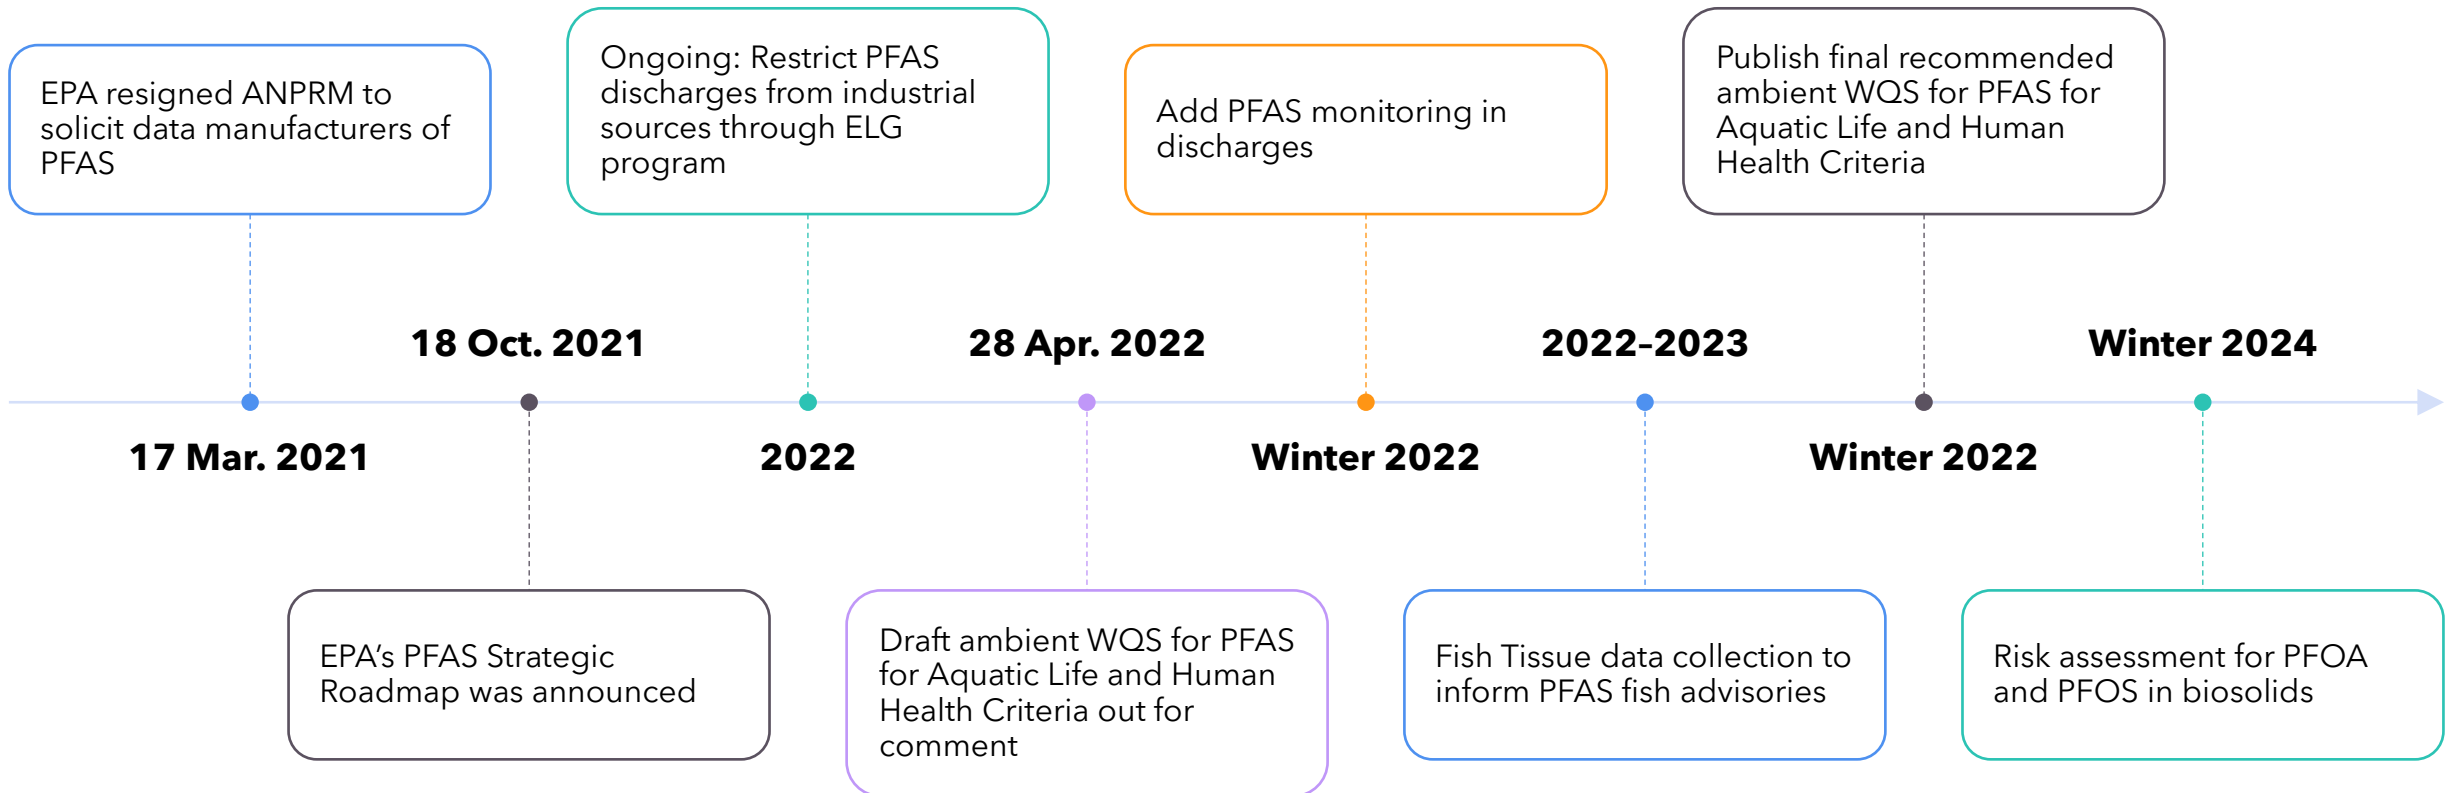 EPA resigned ANPRM to
solicit data manufacturers of
PFAS
17 Mar. 2021
18 Oct. 2021
EPA’s PFAS Strategic
Roadmap was announced
Ongoing: Restrict PFAS
discharges from industrial
sources through ELG
program
2022
28 Apr. 2022
Draft ambient WQS for PFAS
for Aquatic Life and Human
Health Criteria out for
comment
Add PFAS monitoring in
discharges
Winter 2022
2022–2023
Fish Tissue data collection to
inform PFAS fish advisories
Publish final recommended
ambient WQS for PFAS for
Aquatic Life and Human
Health Criteria
Winter 2022
Winter 2024
Risk assessment for PFOA
and PFOS in biosolids